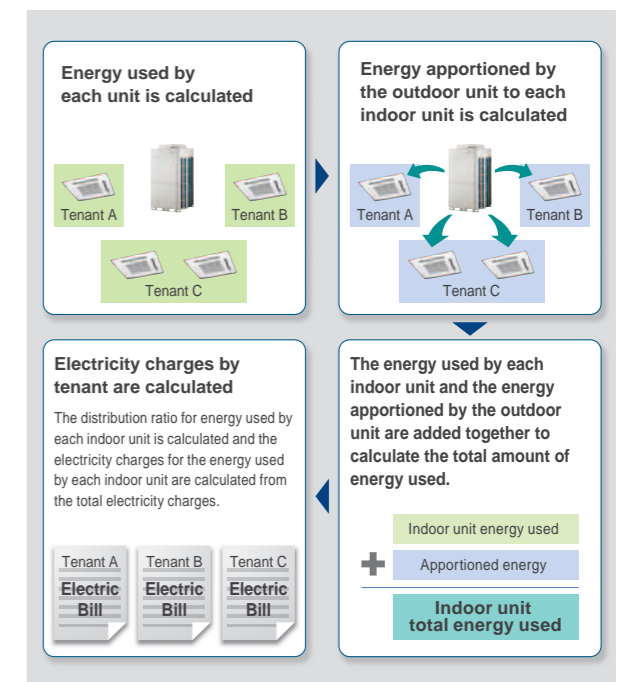 Energy used by
each unit is calculated
Tenant A
Tenant B
Tenant C
Energy apportioned by
the outdoor unit to each
indoor unit is calculated
Tenant A
Tenant B
Tenant C
The energy used by each
indoor unit and the energy
apportioned by the outdoor
unit are added together to
calculate the total amount of
energy used.
Indoor unit energy used
+
Apportioned energy
Indoor unit
total energy used
Electricity charges by
tenant are calculated
The distribution ratio for energy used by
each indoor unit is calculated and the
electricity charges for the energy used
by each indoor unit are calculated from
the total electricity charges.
Tenant A
Electric
Bill
Tenant B
Electric
Bill
Tenant C
Electric
Bill